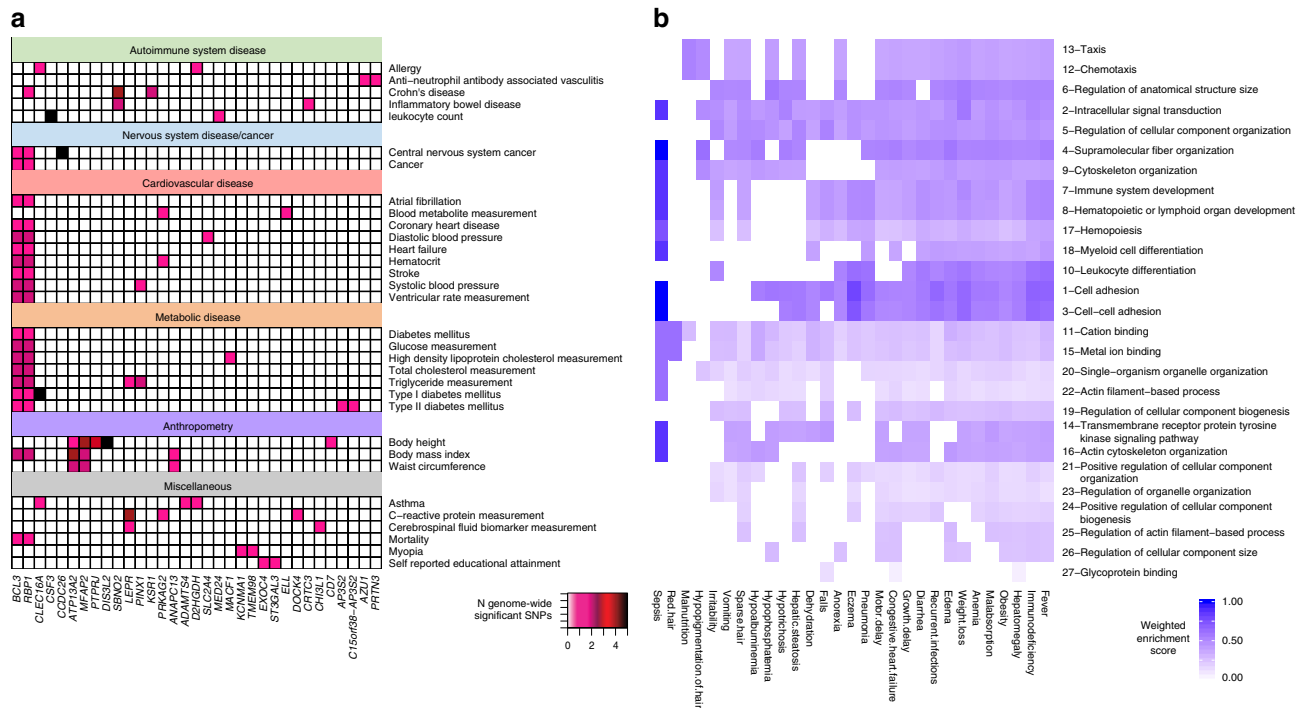 a
Autoimmune system disease
Allergy
Anti−neutrophil antibody associated vasculitis
Crohn's disease
Inflammatory bowel disease
leukocyte count
Nervous system disease/cancer
Central nervous system cancer
Cancer
Cardiovascular disease
Atrial fibrillation
Blood metabolite measurement
Coronary heart disease
Diastolic blood pressure
Heart failure
Hematocrit
Stroke
Systolic blood pressure
Ventricular rate measurement
Metabolic disease
Diabetes mellitus
Glucose measurement
High density lipoprotein cholesterol measurement
Total cholesterol measurement
Triglyceride measurement
Type I diabetes mellitus
Type II diabetes mellitus
Anthropometry
Body height
Body mass index
Waist circumference
Miscellaneous
Asthma
C−reactive protein measurement
Cerebrospinal fluid biomarker measurement
Mortality
Myopia
Self reported educational attainment
BCL3
RBP1
CLEC16A
CSF3
CCDC26
ATP13A2
MFAP2
PTPRJ
DIS3L2
SBNO2
LEPR
PINX1
KSR1
PRKAG2
ANAPC13
ADAMTS4
D2HGDH
SLC2A4
MED24
MACF1
KCNMA1
TMEM98
EXOC4
ST3GAL3
ELL
DOCK4
CRTC3
CHI3L1
CD7
AP3S2
C15orf38−AP3S2
AZU1
PRTN3
N genome−wide
significant SNPs
0 2 4
b
13−Taxis
12−Chemotaxis
6−Regulation of anatomical structure size
2−Intracellular signal transduction
5−Regulation of cellular component organization
4−Supramolecular fiber organization
9−Cytoskeleton organization
7−Immune system development
8−Hematopoietic or lymphoid organ development
17−Hemopoiesis
18−Myeloid cell differentiation
10−Leukocyte differentiation
1−Cell adhesion
3−Cell−cell adhesion
11−Cation binding
15−Metal ion binding
20−Single−organism organelle organization
22−Actin filament−based process
19−Regulation of cellular component biogenesis
14−Transmembrane receptor protein tyrosine
kinase signaling pathway
16−Actin cytoskeleton organization
21−Positive regulation of cellular component
organization
23−Regulation of organelle organization
24−Positive regulation of cellular component
biogenesis
25−Regulation of actin filament−based process
26−Regulation of cellular component size
27−Glycoprotein binding
Sepsis
Red.hair
Malnutrition
Hypopigmentation.of.hair
Irritability
Vomiting
Sparse.hair
Hypoalbuminemia
Hypophosphatemia
Hypotrichosis
Hepatic.steatosis
Dehydration
Falls
Anorexia
Eczema
Pneumonia
Motor.delay
Congestive.heart.failure
Growth.delay
Diarrhea
Recurrent.infections
Edema
Weight.loss
Anemia
Malabsorption
Obesity
Hepatomegaly
Immunodeficiency
Fever
Weighted
enrichment
score
1.00
0.50
0.00